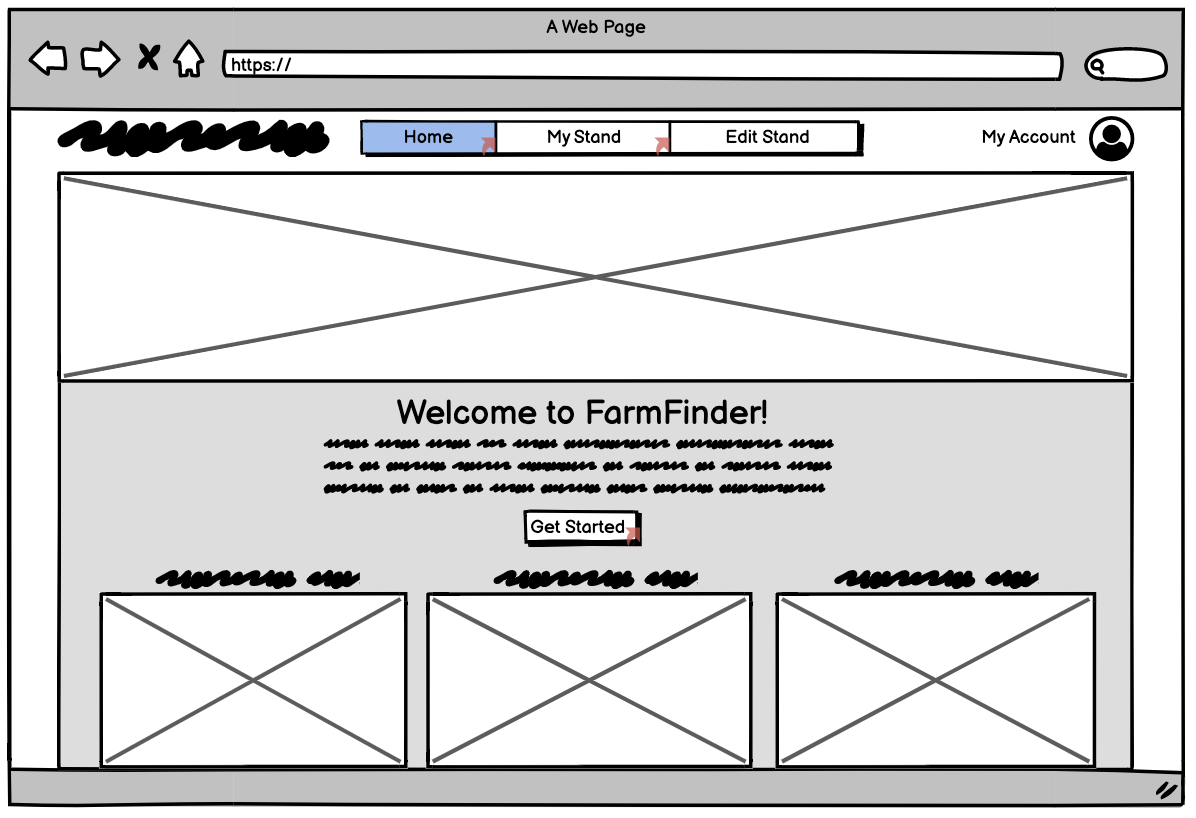 A Web Page
https://
Home My Stand Edit Stand My Account
Welcome to FarmFinder!
Get Started